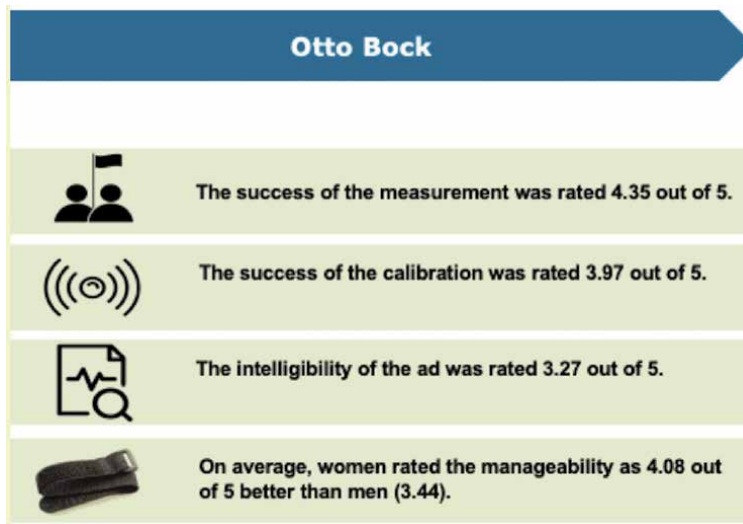 Otto Bock
The success of the measurement was rated 4.35 out of 5.
The success of the calibration was rated 3.97 out of 5.
The intelligibility of the ad was rated 3.27 out of 5.
On average, women rated the manageability as 4.08 out
of 5 better than men (3.44).